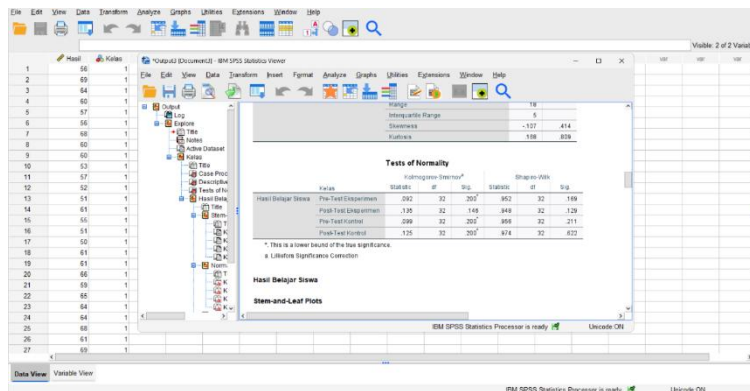 File Edit View Data Transform Analyze Graphs Utilities Extensions Window Help
Visible: 2 of 2 Variab
Hasil Kelas var var var
1 56 1
2 69 1
3 64 1
4 60 1
5 57 1
6 56 1
7 68 1
8 60 1
9 60 1
10 53 1
11 57 1
12 52 1
13 51 1
14 61 1
15 55 1
16 51 1
17 50 1
18 61 1
19 61 1
20 66 1
21 59 1
22 65 1
23 64 1
24 64 1
25 68 1
26 61 1
27 69 1
*Output2 [Document2] - IBM SPSS Statistics Viewer
File Edit View Data Transform Insert Format Analyze Graphs Utilities Extensions Window Help
Output
Log
Explore
Title
Notes
Active Dataset
Kelas
Title
Case Proc
Descriptive
Tests of No
Hasil Bela
Title
Stem-
Norm
Range 18
Interquartile Range 5
Skewness -.107 .414
Kurtosis .809
Tests of Normality
Kolmogorov-Smirnov^a Shapiro-Wilk
Kelas Statistic df Sig. Statistic df Sig.
Hasil Belajar Siswa Pre-Test Eksperimen .092 32 .200* .952 32 .169
Post-Test Eksperimen .135 32 .146 .948 32 .129
Pre-Test Kontrol .089 32 .200* .956 32 .211
Post-Test Kontrol .125 32 .200* .974 32 .622
*. This is a lower bound of the true significance.
a. Lilliefors Significance Correction
Hasil Belajar Siswa
Stem-and-Leaf Plots
IBM SPSS Statistics Processor is ready Unicode ON
Data View Variable View
IBM SPSS Statistics Processor is ready Unicode ON